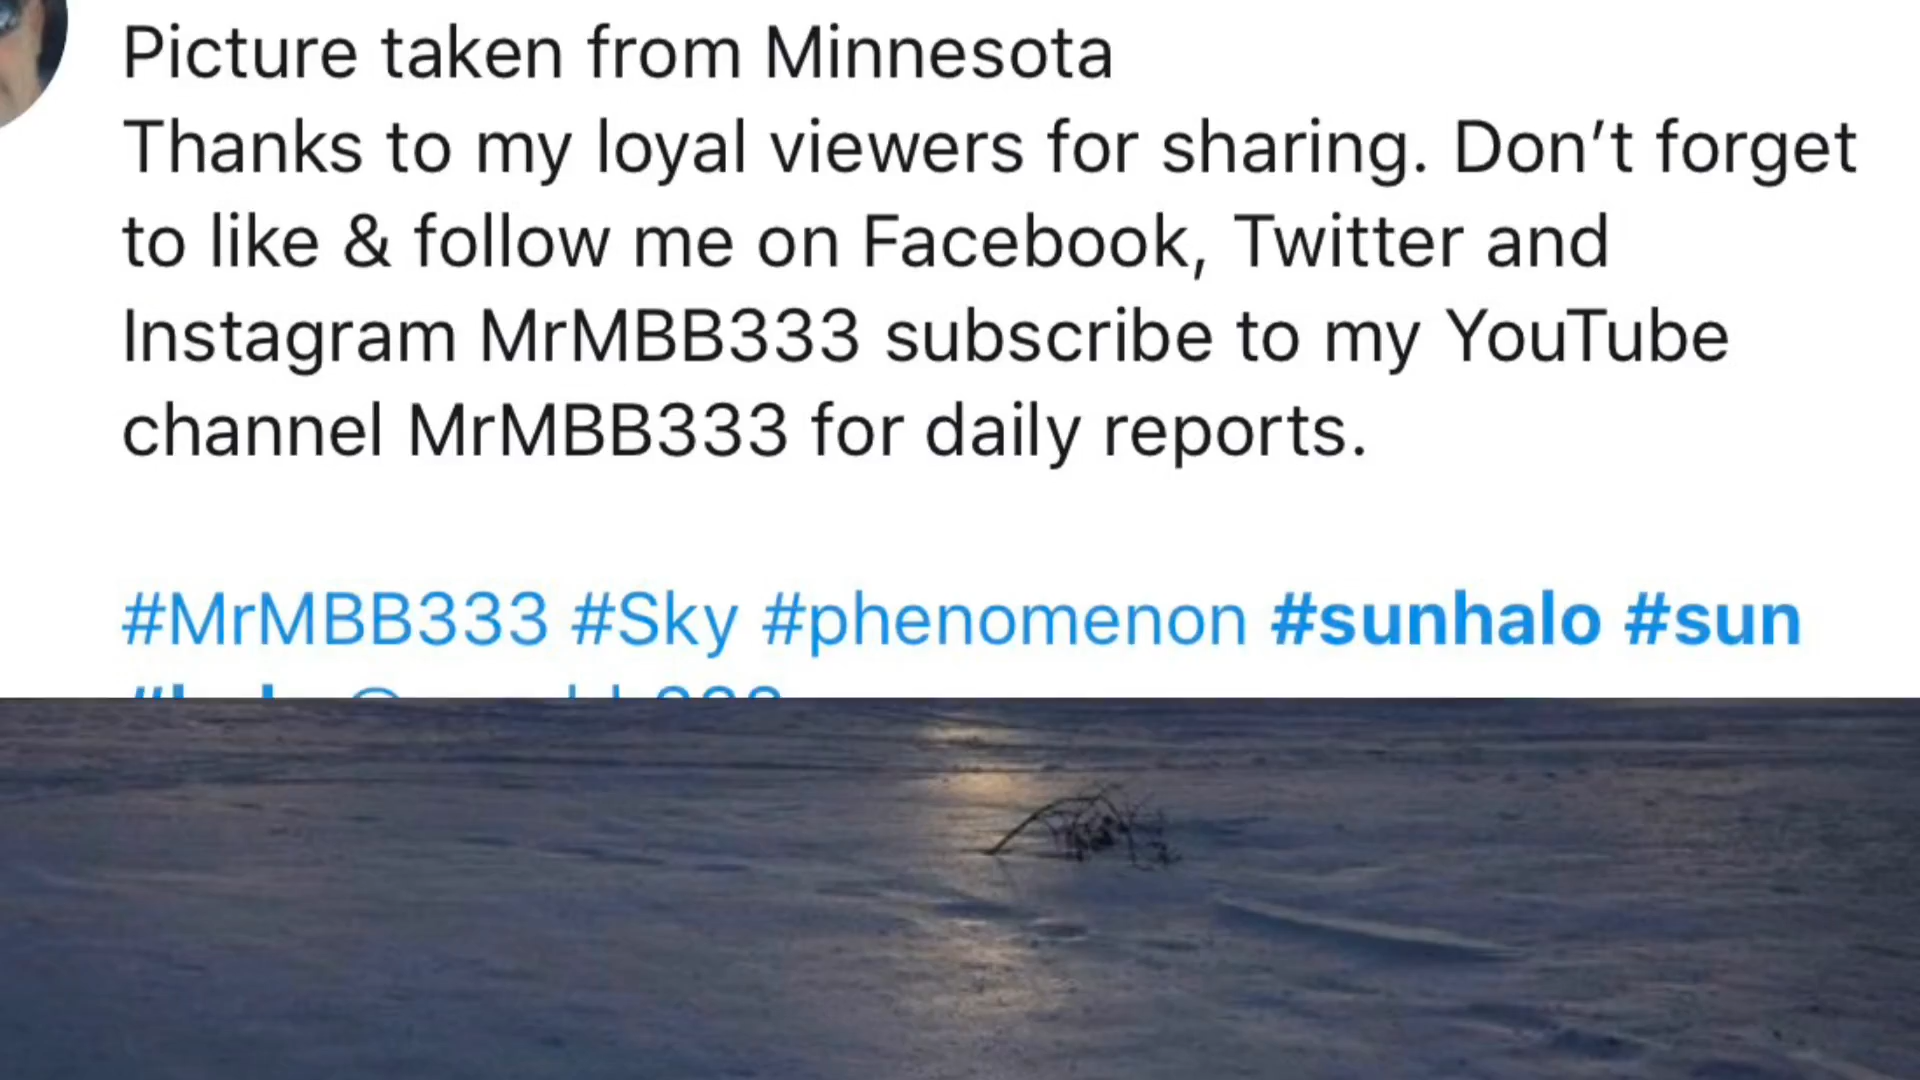 Picture taken from Minnesota
Thanks to my loyal viewers for sharing. Don’t forget
to like & follow me on Facebook, Twitter and
Instagram MrMBB333 subscribe to my YouTube
channel MrMBB333 for daily reports.
#MrMBB333 #Sky #phenomenon #sunhalo #sun